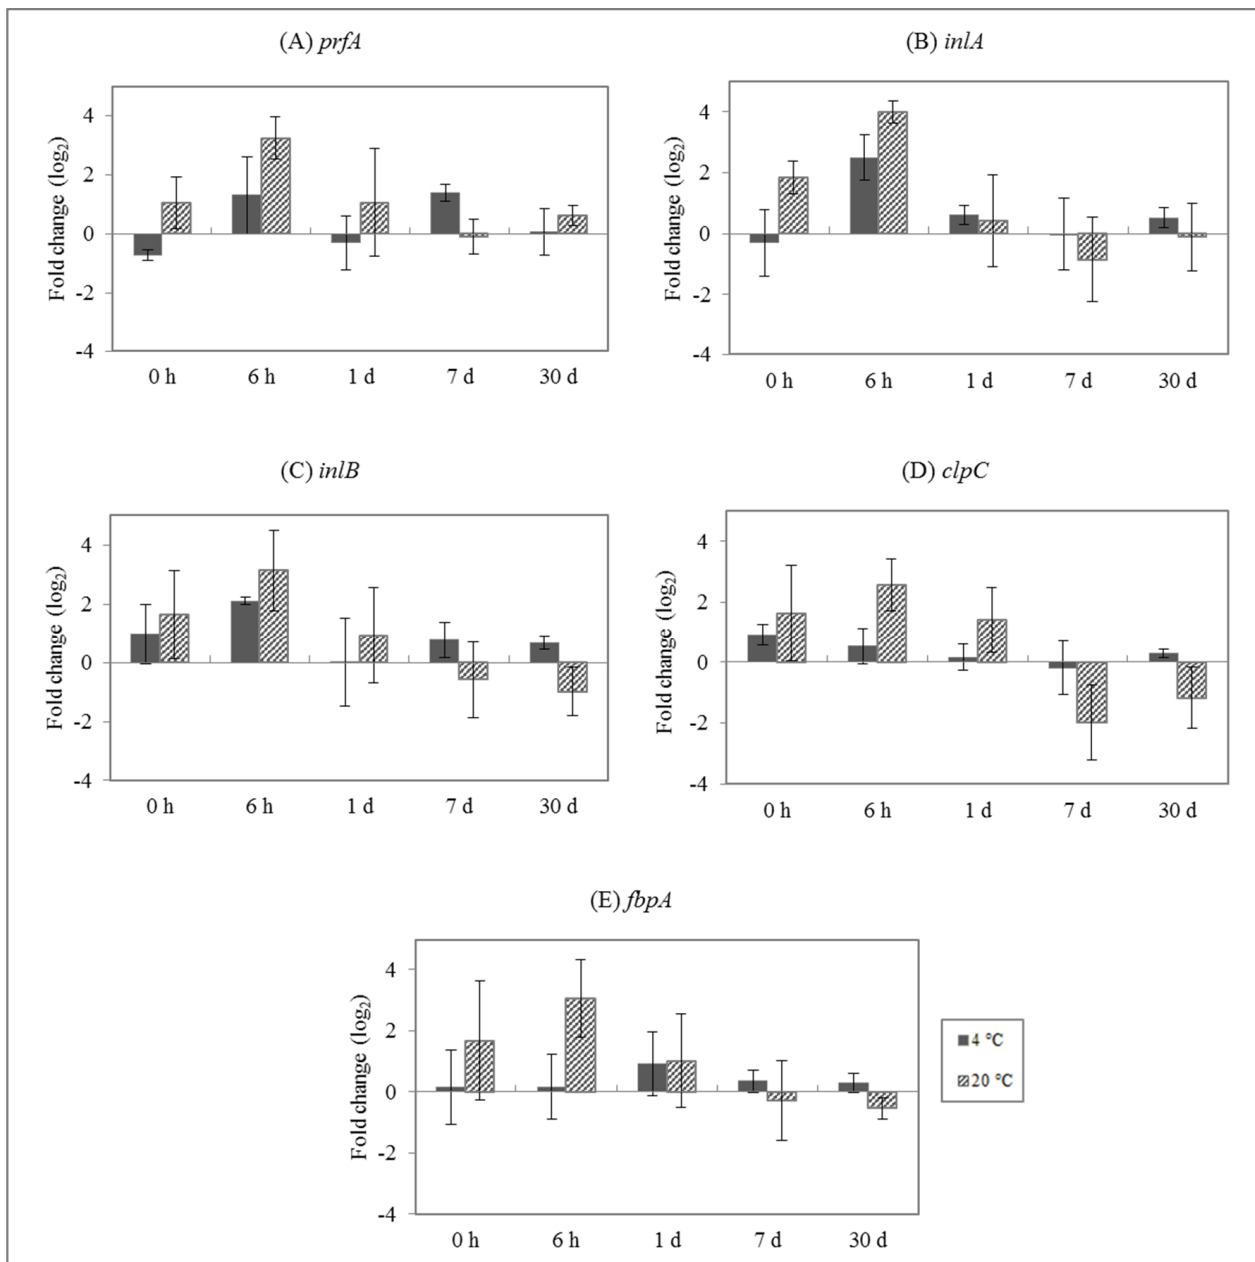 (A) prfA
Fold change (log₂)
4
2
0
-2
-4
0 h 6 h 1 d 7 d 30 d
(B) inlA
Fold change (log₂)
4
2
0
-2
-4
0 h 6 h 1 d 7 d 30 d
(C) inlB
Fold change (log₂)
4
2
0
-2
-4
0 h 6 h 1 d 7 d 30 d
(D) clpC
Fold change (log₂)
4
2
0
-2
-4
0 h 6 h 1 d 7 d 30 d
(E) fbpA
Fold change (log₂)
4
2
0
-2
-4
0 h 6 h 1 d 7 d 30 d
4 °C
20 °C